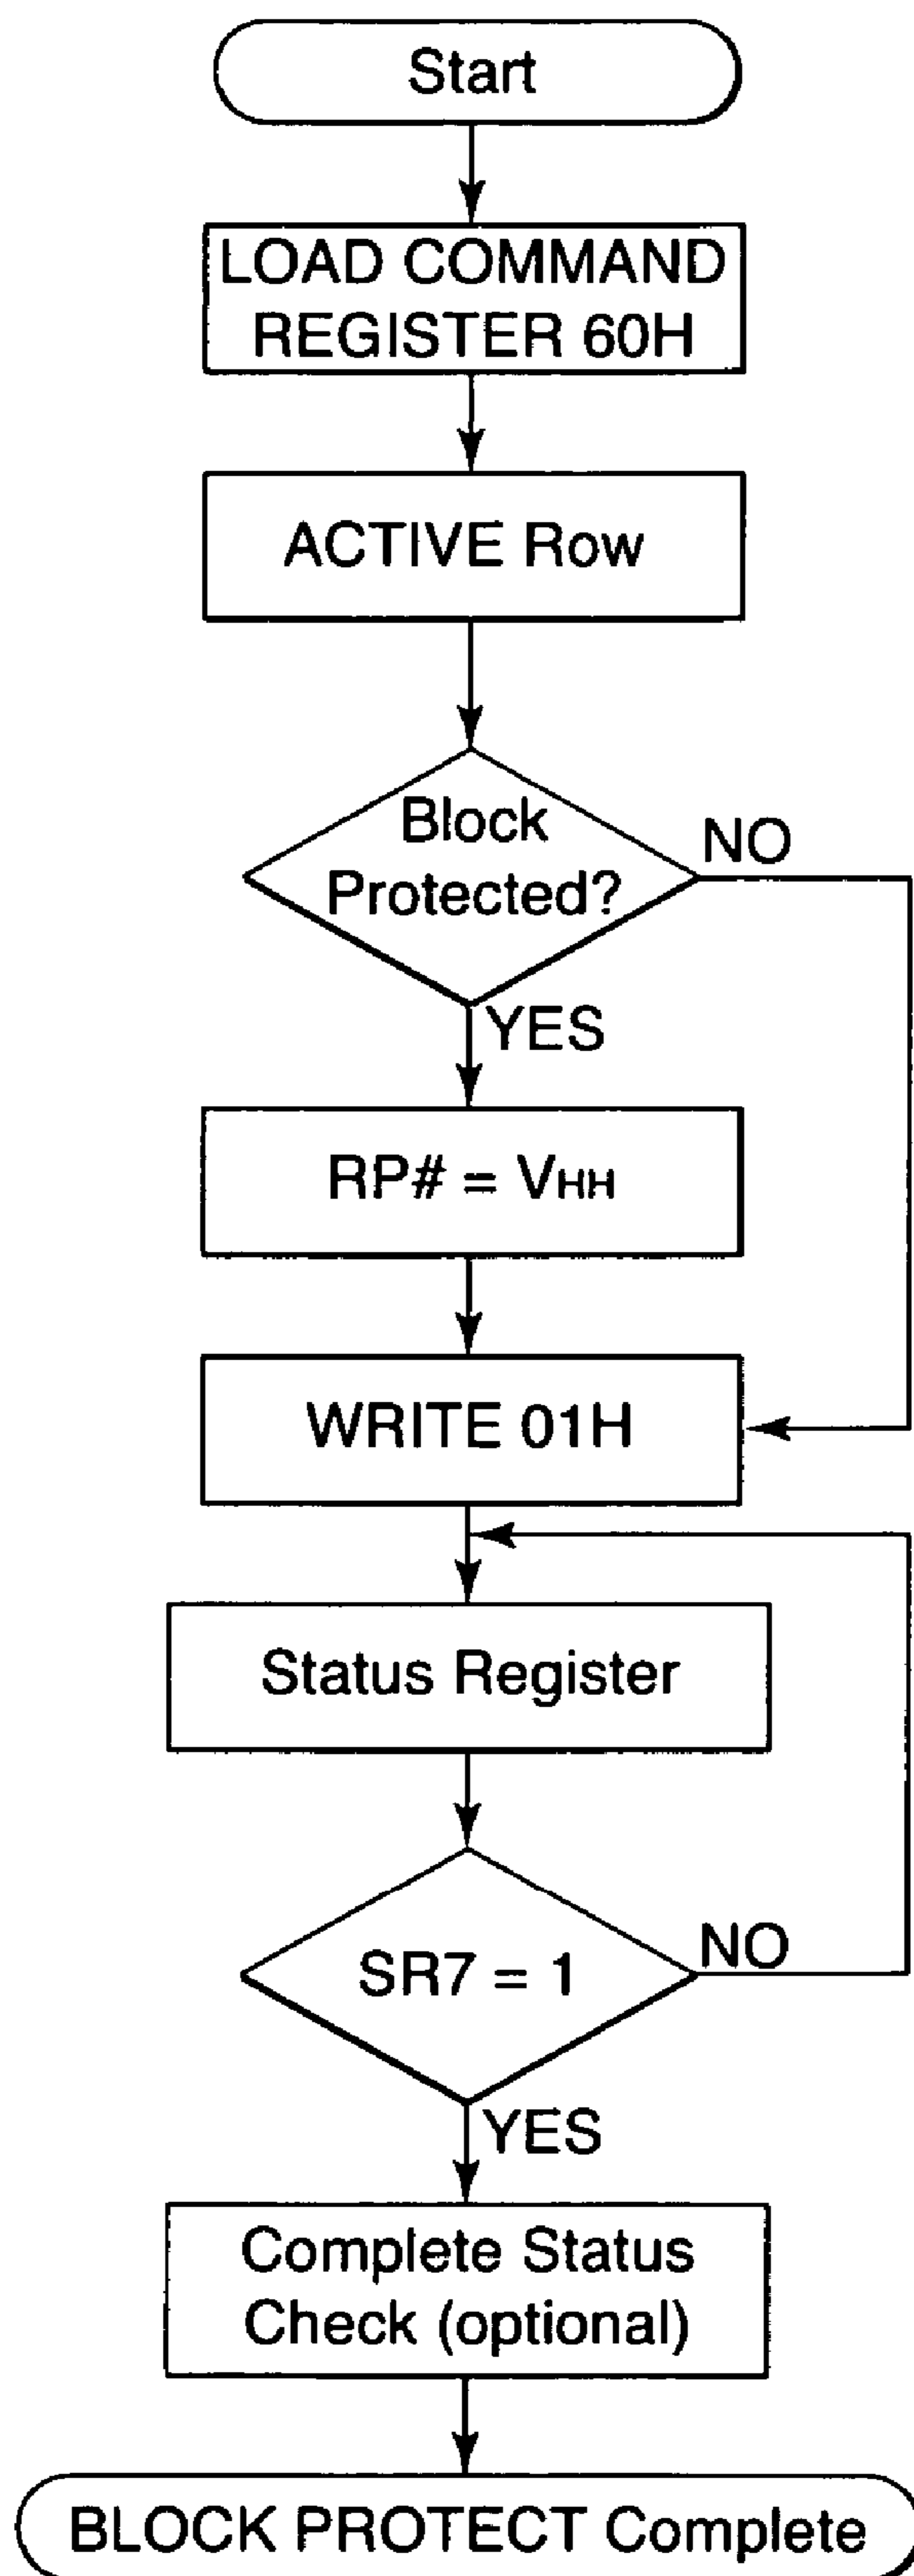 Start
LOAD COMMAND
REGISTER 60H
ACTIVE Row
Block
Protected?
NO
YES
RP# = VHH
WRITE 01H
Status Register
SR7 = 1
NO
YES
Complete Status
Check (optional)
BLOCK PROTECT Complete